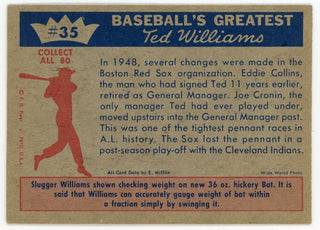 #35
BASEBALL'S GREATEST
Ted Williams
COLLECT
ALL 80
In 1948, several changes were made in the
Boston Red Sox organization. Eddie Collins,
the man who had signed Ted 11 years earlier,
retired as General Manager. Joe Cronin, the
only manager Ted had ever played under,
moved upstairs into the General Manager post.
This was one of the tightest pennant races in
A.L. history. The Sox lost the pennant in a
post-season play-off with the Cleveland Indians.
All Card Data by E. Mifflin
Wide World Photo
Slugger Williams shown checking weight on new 36 oz. hickory Bat. It is
said that Williams can accurately gauge weight of bat within
a fraction simply by swinging it.